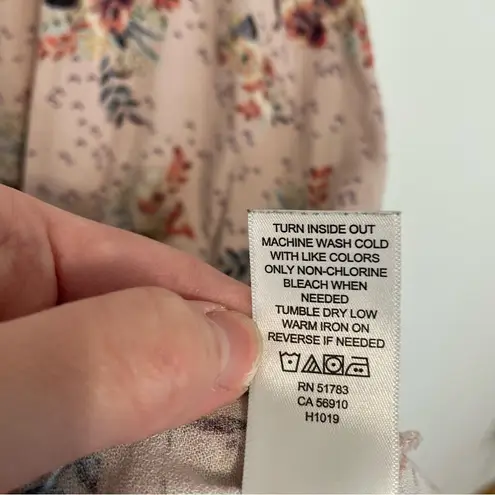 TURN INSIDE OUT
MACHINE WASH COLD
WITH LIKE COLORS
ONLY NON-CHLORINE
BLEACH WHEN
NEEDED
TUMBLE DRY LOW
WARM IRON ON
REVERSE IF NEEDED
RN 51783
CA 56910
H1019